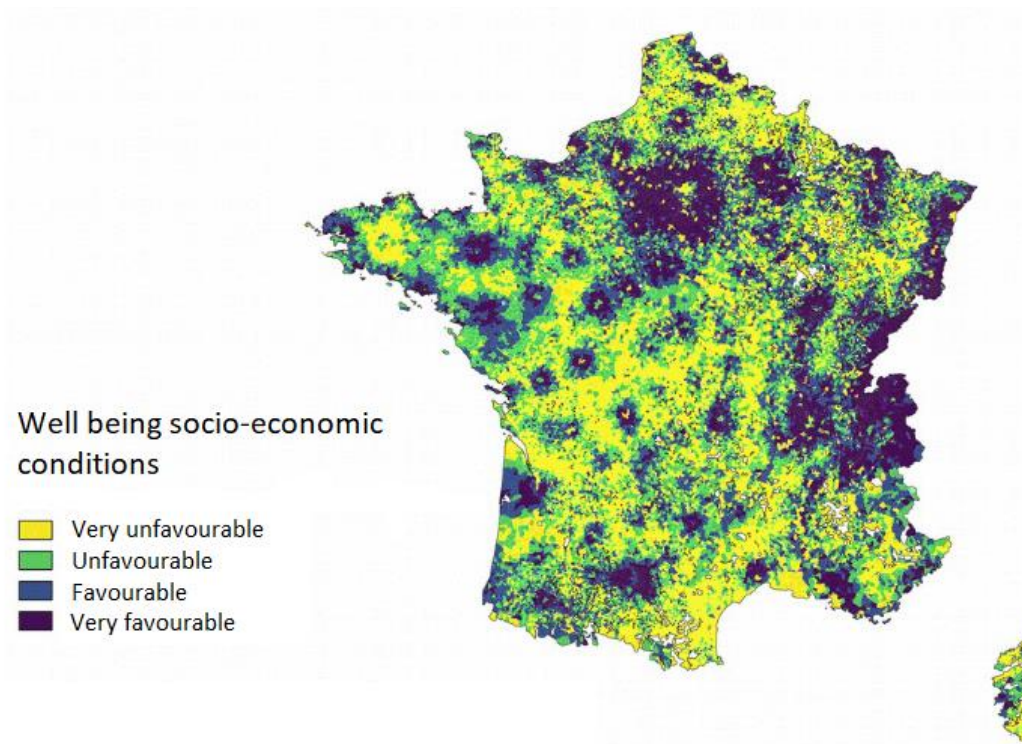 Well being socio-economic
conditions
Very unfavourable
Unfavourable
Favourable
Very favourable